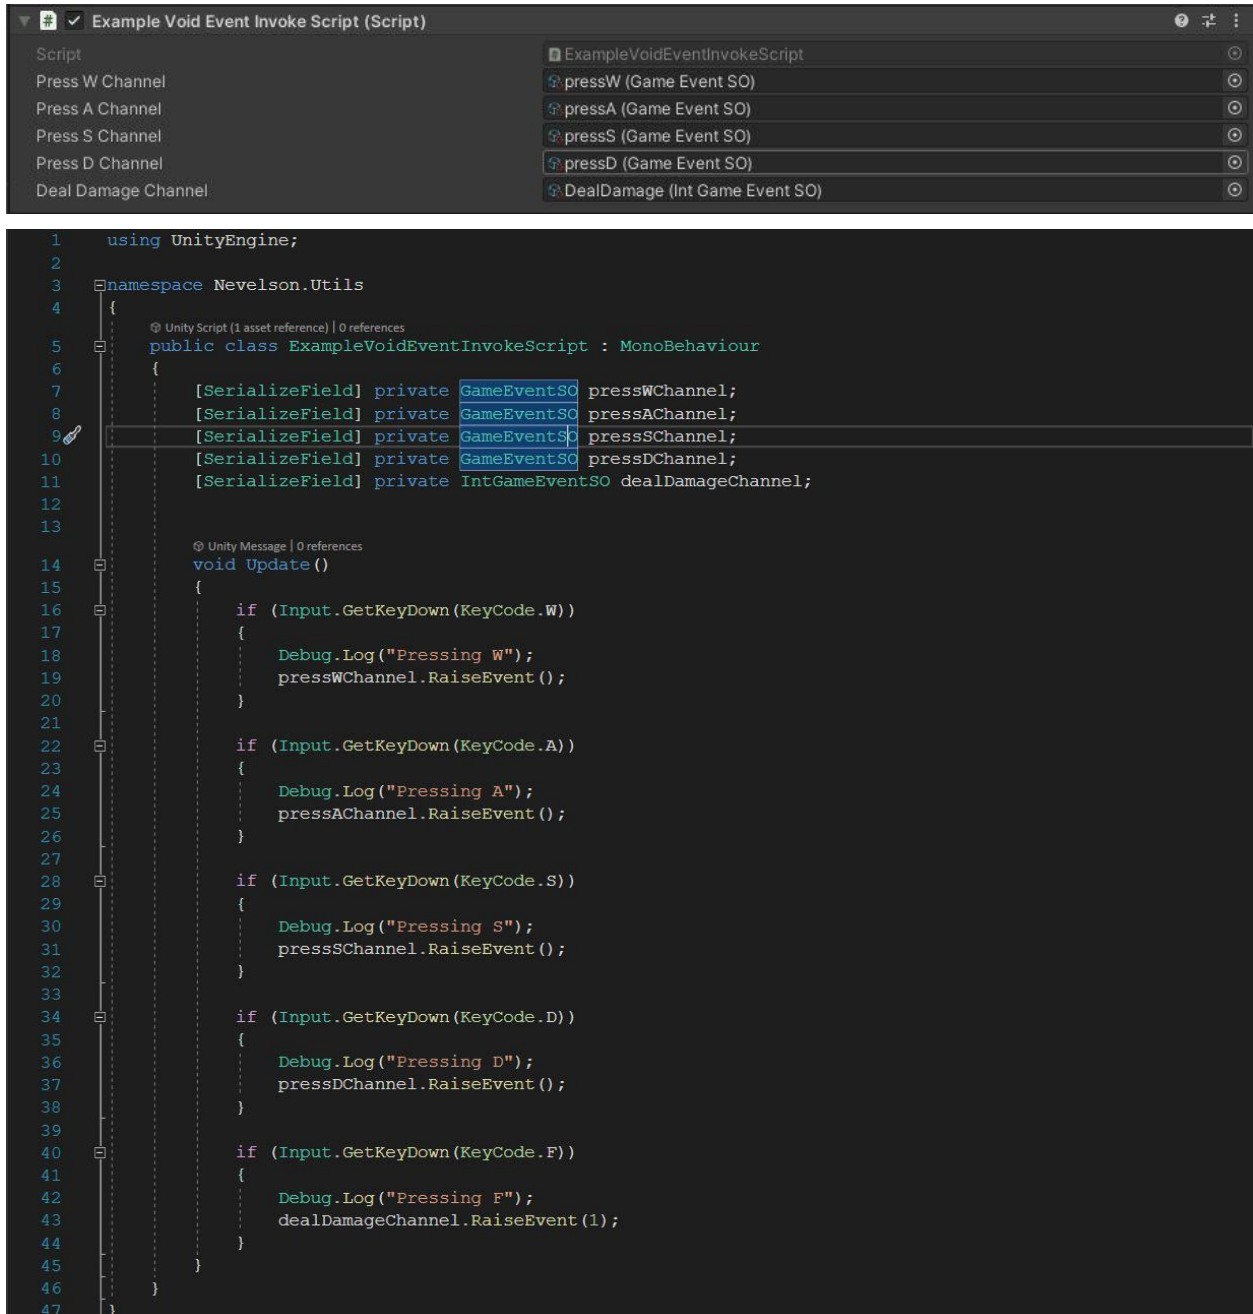 # Example Void Event Invoke Script (Script)
Script ExampleVoidEventInvokeScript
Press W Channel pressW (Game Event SO)
Press A Channel pressA (Game Event SO)
Press S Channel pressS (Game Event SO)
Press D Channel pressD (Game Event SO)
Deal Damage Channel DealDamage (Int Game Event SO)
1 using UnityEngine;
2
3 namespace Nevelson.Utils
4 {
Unity Script (1 asset reference) | 0 references
5 public class ExampleVoidEventInvokeScript : MonoBehaviour
6 {
7 [SerializeField] private GameEventSO pressWChannel;
8 [SerializeField] private GameEventSO pressAChannel;
9 [SerializeField] private GameEventSO pressSChannel;
10 [SerializeField] private GameEventSO pressDChannel;
11 [SerializeField] private IntGameEventSO dealDamageChannel;
12
13
Unity Message | 0 references
14 void Update()
15 {
16 if (Input.GetKeyDown(KeyCode.W))
17 {
18 Debug.Log("Pressing W");
19 pressWChannel.RaiseEvent();
20 }
21
22 if (Input.GetKeyDown(KeyCode.A))
23 {
24 Debug.Log("Pressing A");
25 pressAChannel.RaiseEvent();
26 }
27
28 if (Input.GetKeyDown(KeyCode.S))
29 {
30 Debug.Log("Pressing S");
31 pressSChannel.RaiseEvent();
32 }
33
34 if (Input.GetKeyDown(KeyCode.D))
35 {
36 Debug.Log("Pressing D");
37 pressDChannel.RaiseEvent();
38 }
39
40 if (Input.GetKeyDown(KeyCode.F))
41 {
42 Debug.Log("Pressing F");
43 dealDamageChannel.RaiseEvent(1);
44 }
45 }
46 }
47 }